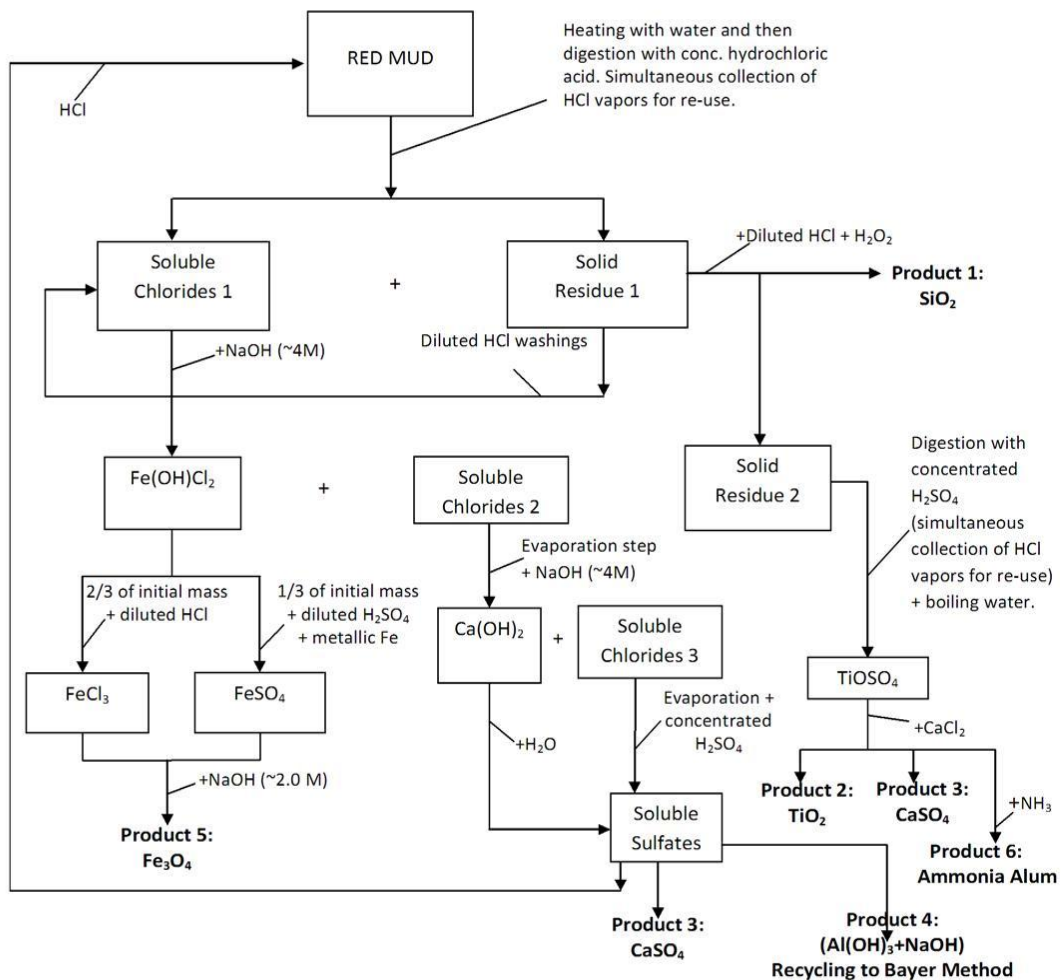 RED MUD
Heating with water and then
digestion with conc. hydrochloric
acid. Simultaneous collection of
HCl vapors for re-use.
HCl
Soluble
Chlorides 1
+
Solid
Residue 1
+Diluted HCl + H₂O₂
Product 1:
SiO₂
+NaOH (~4M)
Diluted HCl washings
Fe(OH)Cl₂
+
Soluble
Chlorides 2
Solid
Residue 2
Digestion with
concentrated
H₂SO₄
(simultaneous
collection of HCl
vapors for re-use)
+ boiling water.
Evaporation step
+ NaOH (~4M)
2/3 of initial mass
+ diluted HCl
1/3 of initial mass
+ diluted H₂SO₄
+ metallic Fe
Ca(OH)₂
+
Soluble
Chlorides 3
FeCl₃
FeSO₄
TiOSO₄
Evaporation +
concentrated
H₂SO₄
+H₂O
+CaCl₂
+NaOH (~2.0 M)
Product 5:
Fe₃O₄
Soluble
Sulfates
Product 2:
TiO₂
Product 3:
CaSO₄
+NH₃
Product 6:
Ammonia Alum
Product 3:
CaSO₄
Product 4:
(Al(OH)₃+NaOH)
Recycling to Bayer Method